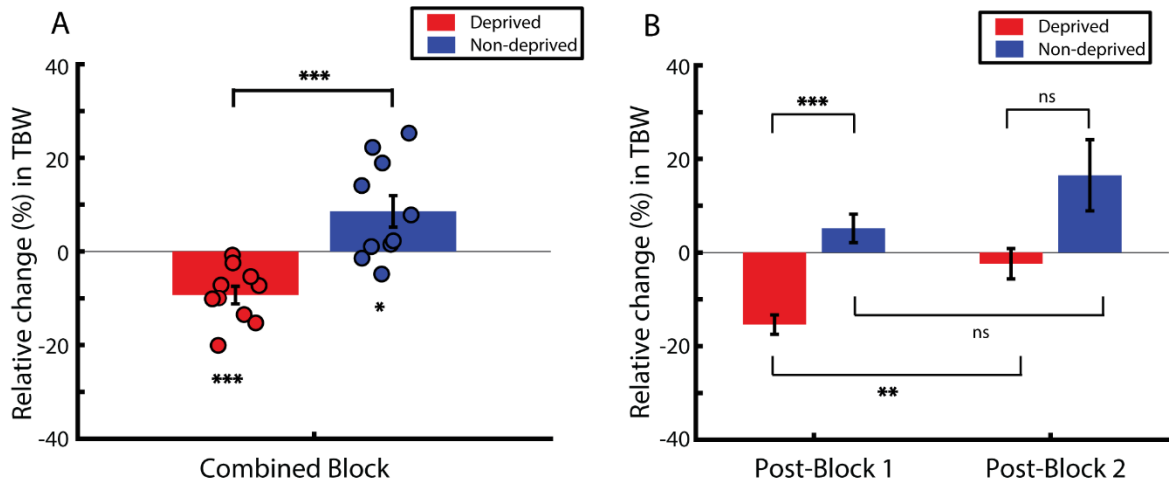 A
Deprived
Non-deprived
Relative change (%) in TBW
40
20
0
-20
-40
***
***
*
Combined Block
B
Deprived
Non-deprived
Relative change (%) in TBW
40
20
0
-20
-40
***
ns
ns
**
Post-Block 1
Post-Block 2